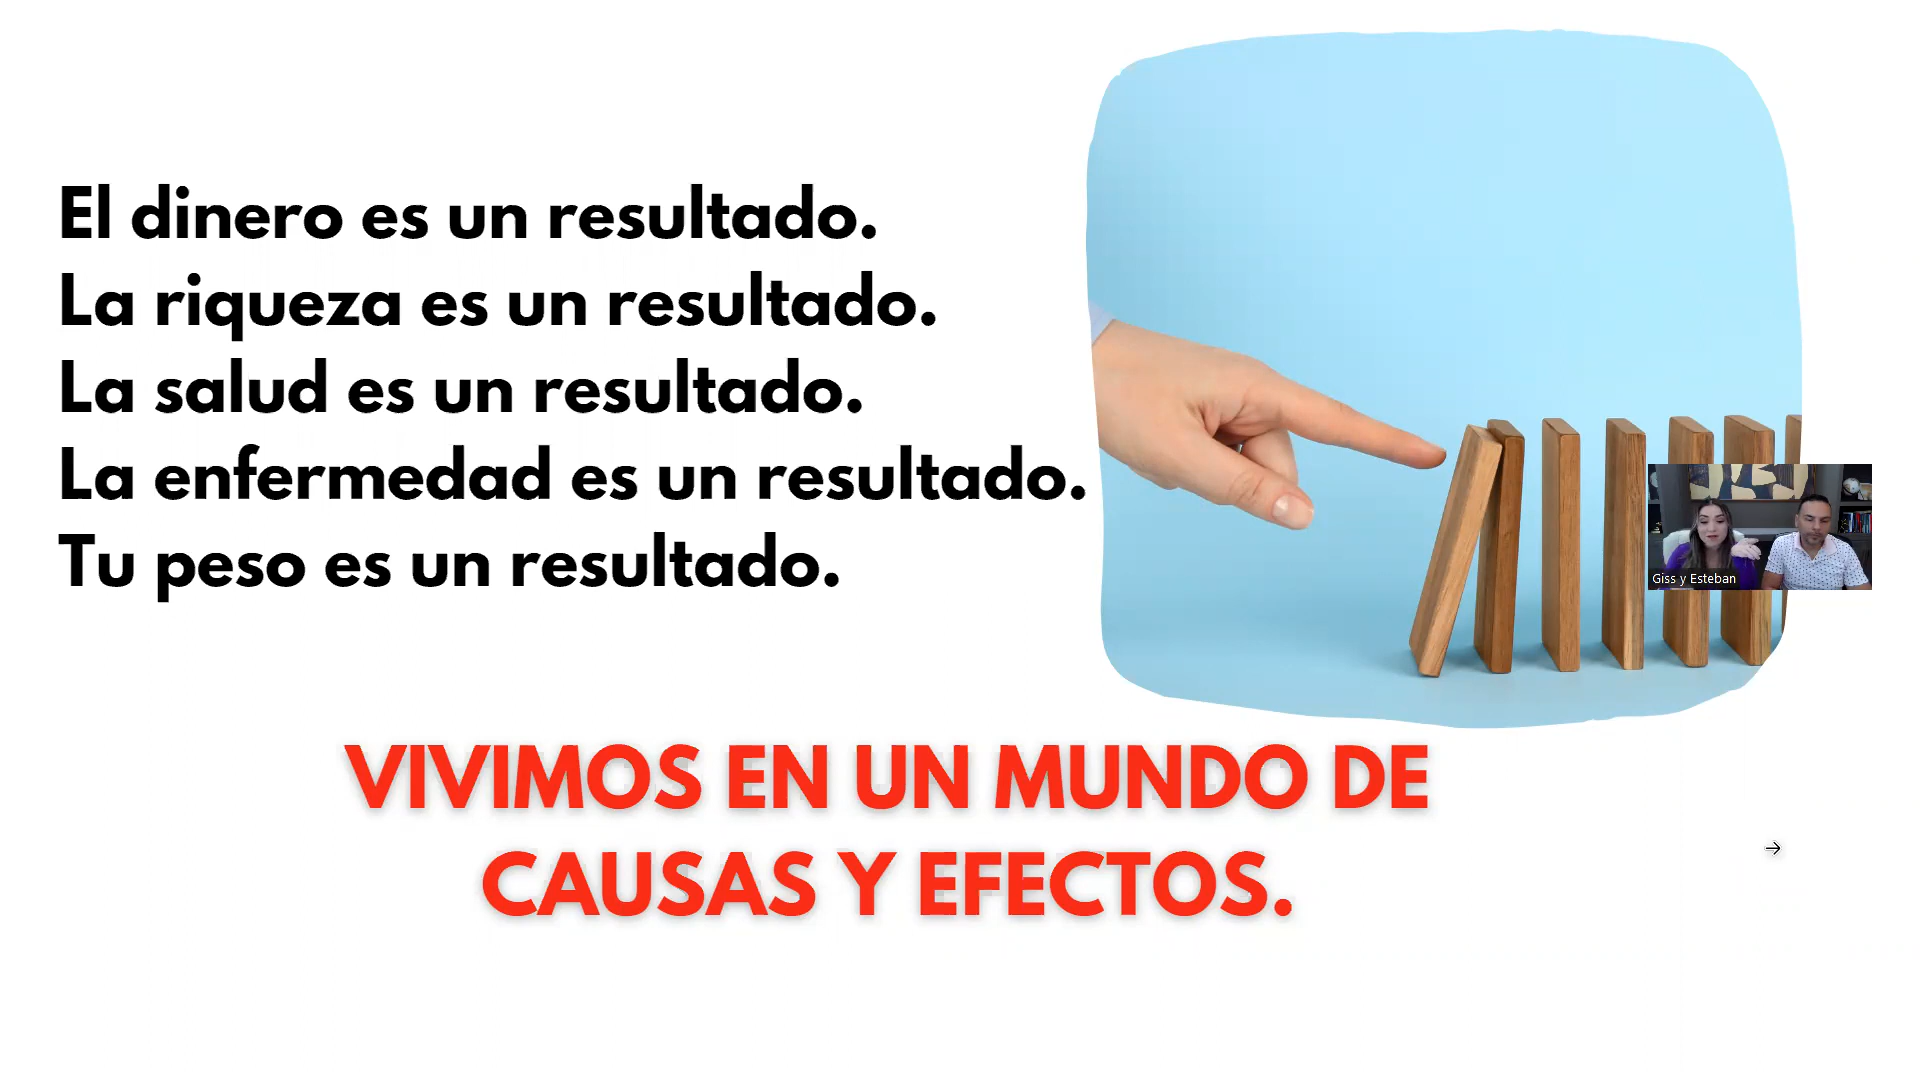 El dinero es un resultado.
La riqueza es un resultado.
La salud es un resultado.
La enfermedad es un resultado.
Tu peso es un resultado.
Giss y Esteban
VIVIMOS EN UN MUNDO DE
CAUSAS Y EFECTOS.